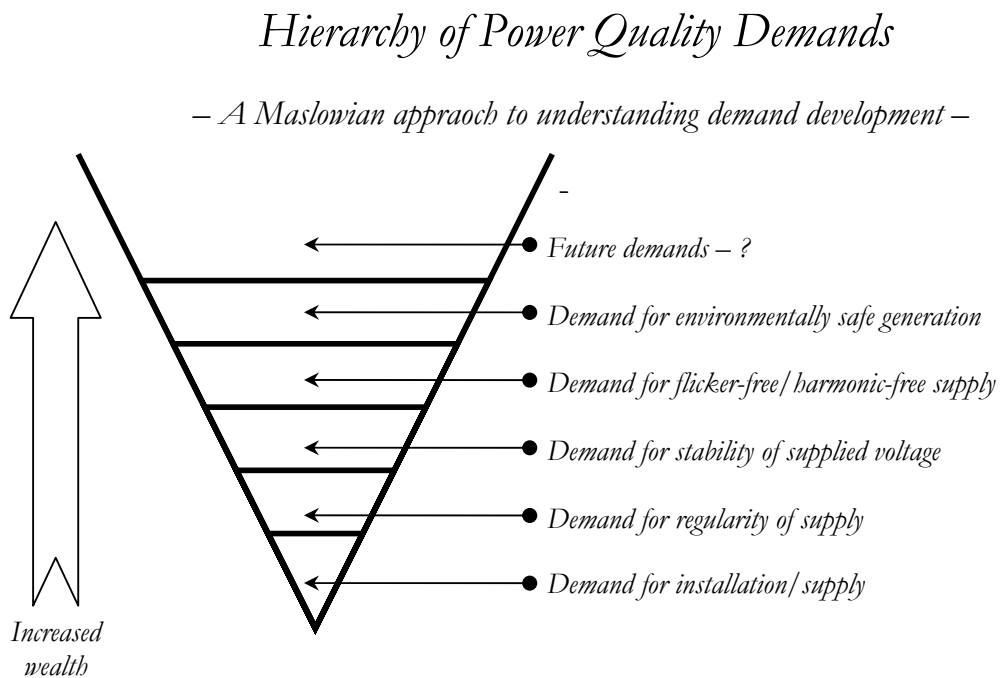 Hierarchy of Power Quality Demands
– A Maslowian appraoch to understanding demand development –
-
Future demands – ?
Demand for environmentally safe generation
Demand for flicker-free/harmonic-free supply
Demand for stability of supplied voltage
Demand for regularity of supply
Demand for installation/supply
Increased
wealth